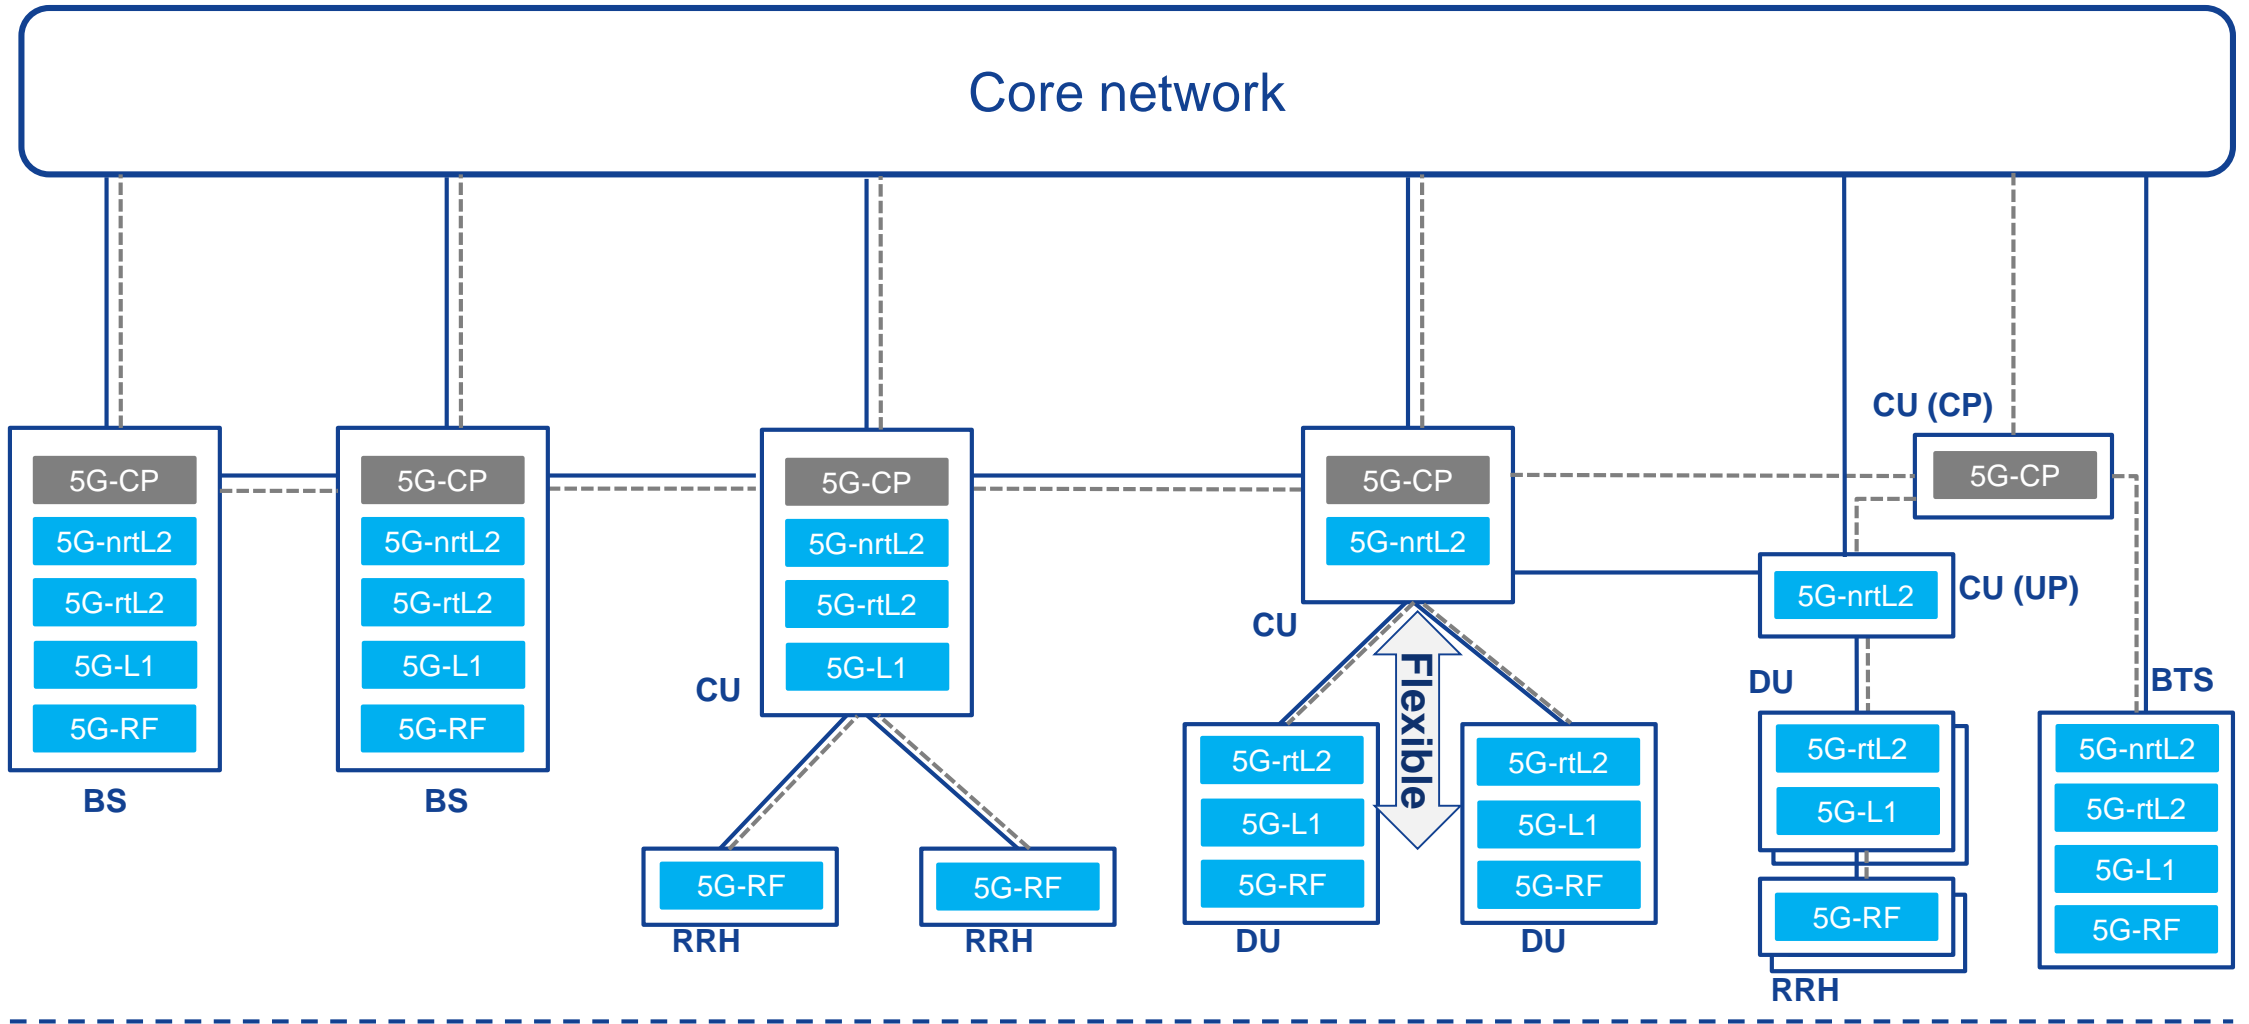 Core network
5G-CP
5G-nrtL2
5G-rtL2
5G-L1
5G-RF
BS
5G-CP
5G-nrtL2
5G-rtL2
5G-L1
5G-RF
BS
5G-CP
5G-nrtL2
5G-rtL2
5G-L1
CU
5G-RF
RRH
5G-RF
RRH
5G-CP
5G-nrtL2
CU
Flexible
5G-rtL2
5G-L1
5G-RF
DU
5G-rtL2
5G-L1
5G-RF
DU
CU (CP)
5G-CP
5G-nrtL2
CU (UP)
DU
5G-rtL2
5G-L1
5G-RF
RRH
BTS
5G-nrtL2
5G-rtL2
5G-L1
5G-RF